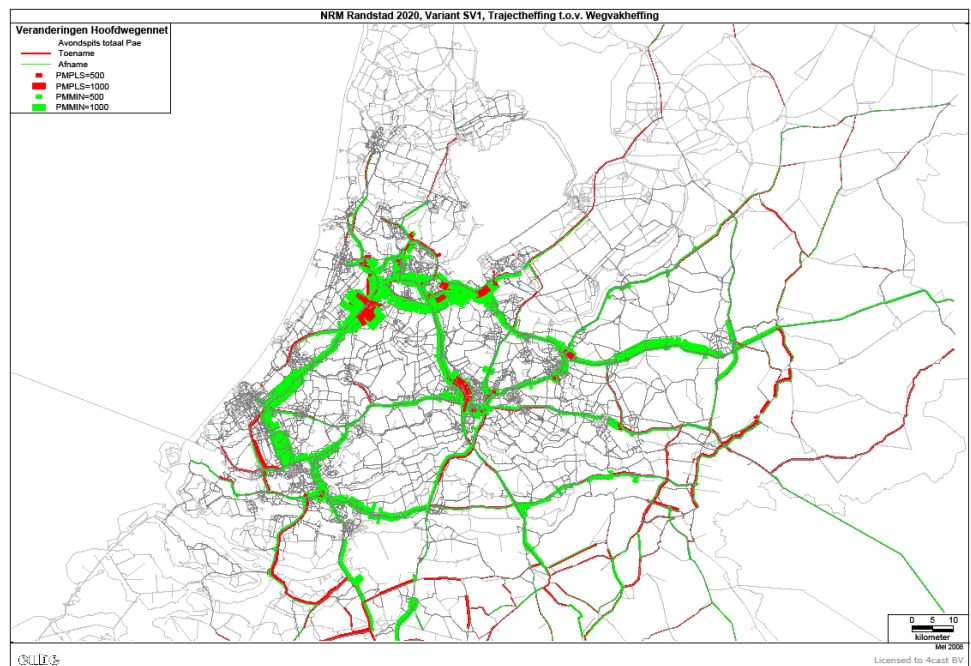 NRM Randstad 2020, Variant SV1, Trajectheffing t.o.v. Wegvakheffing
Veranderingen Hoofdwegennet
Avondspits totaal Pae
Toename
Afname
PMPLS=500
PMPLS=1000
PMMIN=500
PMMIN=1000
0 5 10
kilometer
Mei 2008
cube
Licensed to 4cast BV